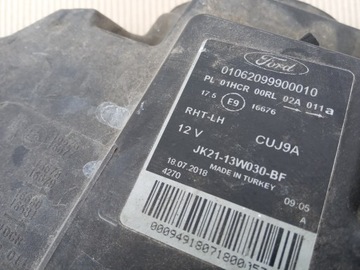 Ford
01062099900010
PL 01HCR 00RL 02A 011a
17.5 E9 16676
RHT-LH
12 V CUJ9A
JK21-13W030-BF
18.07.2018 MADE IN TURKEY
4270 09:05
A